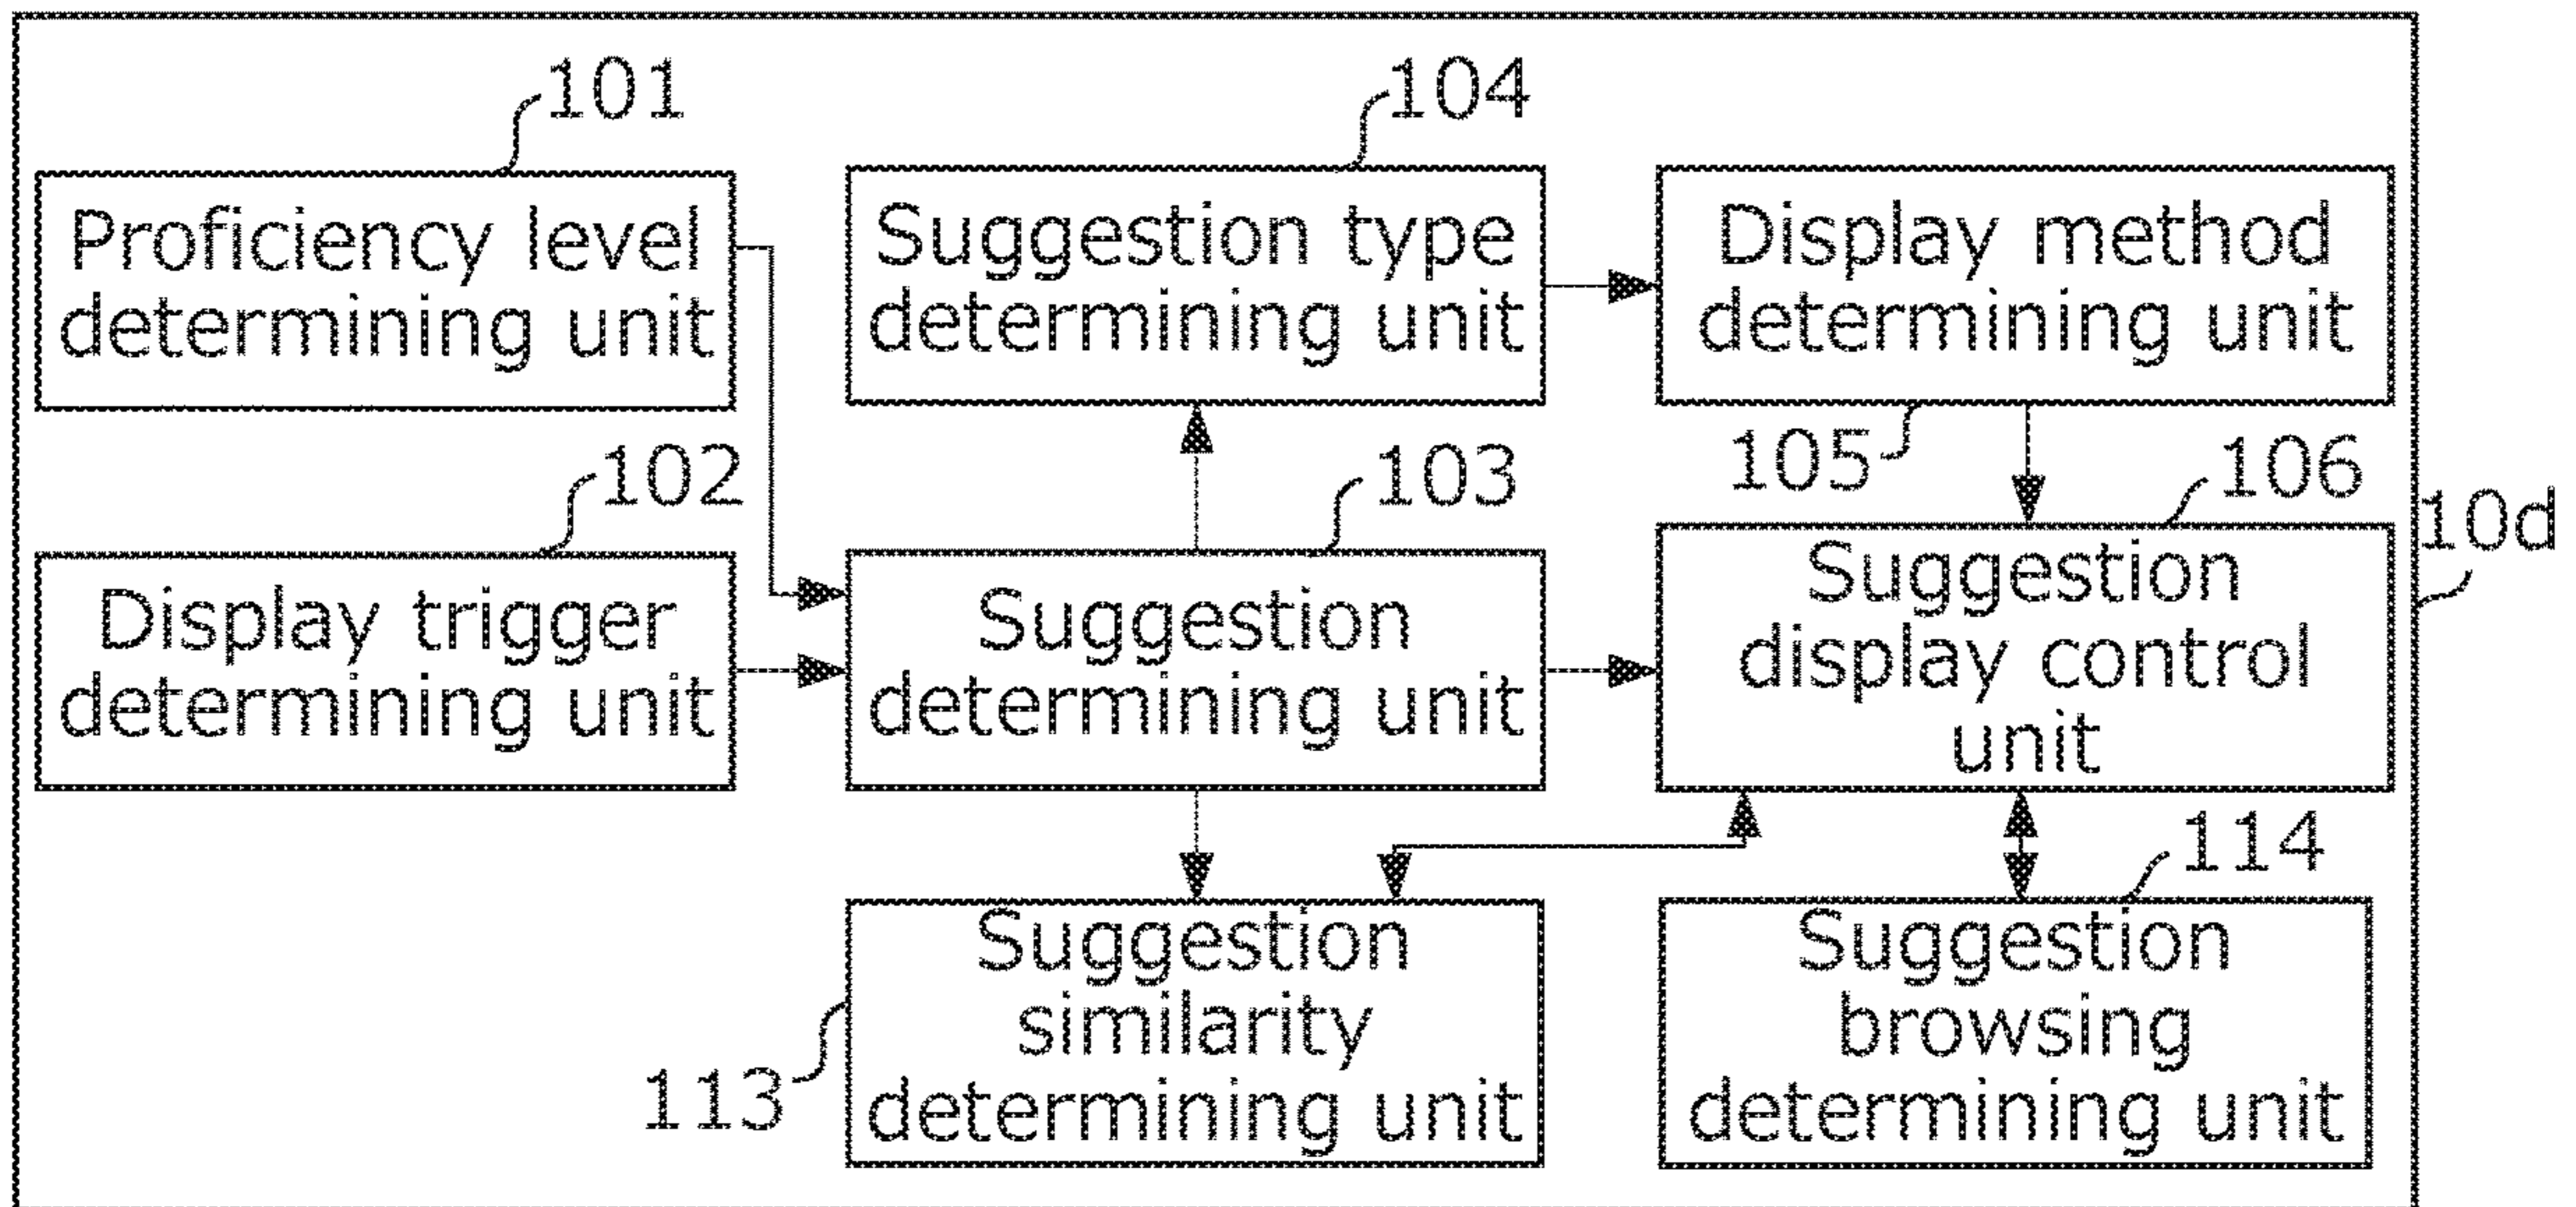 101
104
Proficiency level
determining unit
Suggestion type
determining unit
Display method
determining unit
102
103
105
106
10d
Display trigger
determining unit
Suggestion
determining unit
Suggestion
display control
unit
114
113
Suggestion
similarity
determining unit
Suggestion
browsing
determining unit